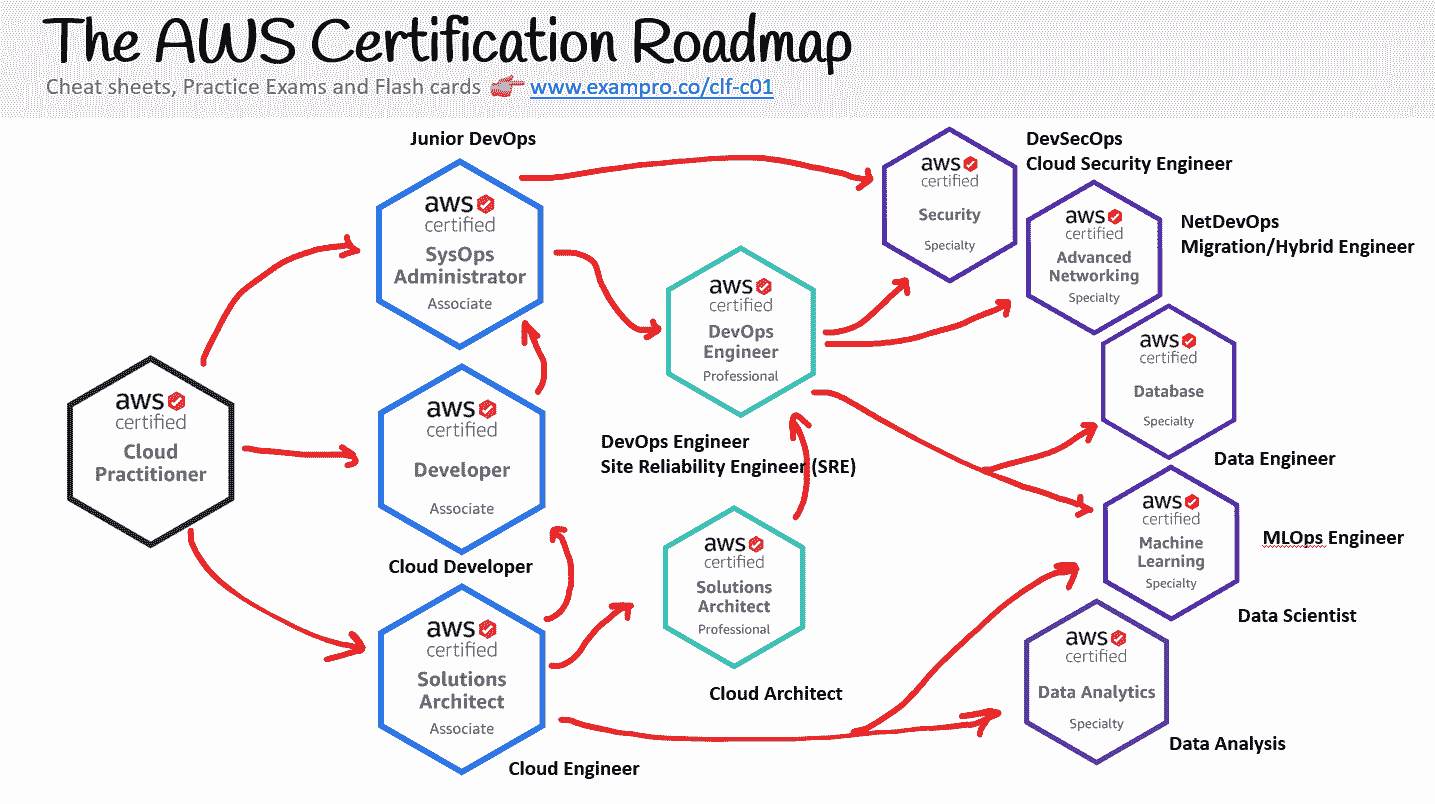 The AWS Certification Roadmap
Cheat sheets, Practice Exams and Flash cards www.exampro.co/clf-c01
Junior DevOps
aws
certified
SysOps
Administrator
Associate
aws
certified
Cloud
Practitioner
aws
certified
Developer
Associate
Cloud Developer
aws
certified
Solutions
Architect
Associate
Cloud Engineer
aws
certified
DevOps
Engineer
Professional
DevOps Engineer
Site Reliability Engineer (SRE)
aws
certified
Solutions
Architect
Professional
Cloud Architect
aws
certified
Security
Specialty
DevSecOps
Cloud Security Engineer
aws
certified
Advanced
Networking
Specialty
NetDevOps
Migration/Hybrid Engineer
aws
certified
Database
Specialty
Data Engineer
aws
certified
Machine
Learning
Specialty
MLOps Engineer
Data Scientist
aws
certified
Data Analytics
Specialty
Data Analysis